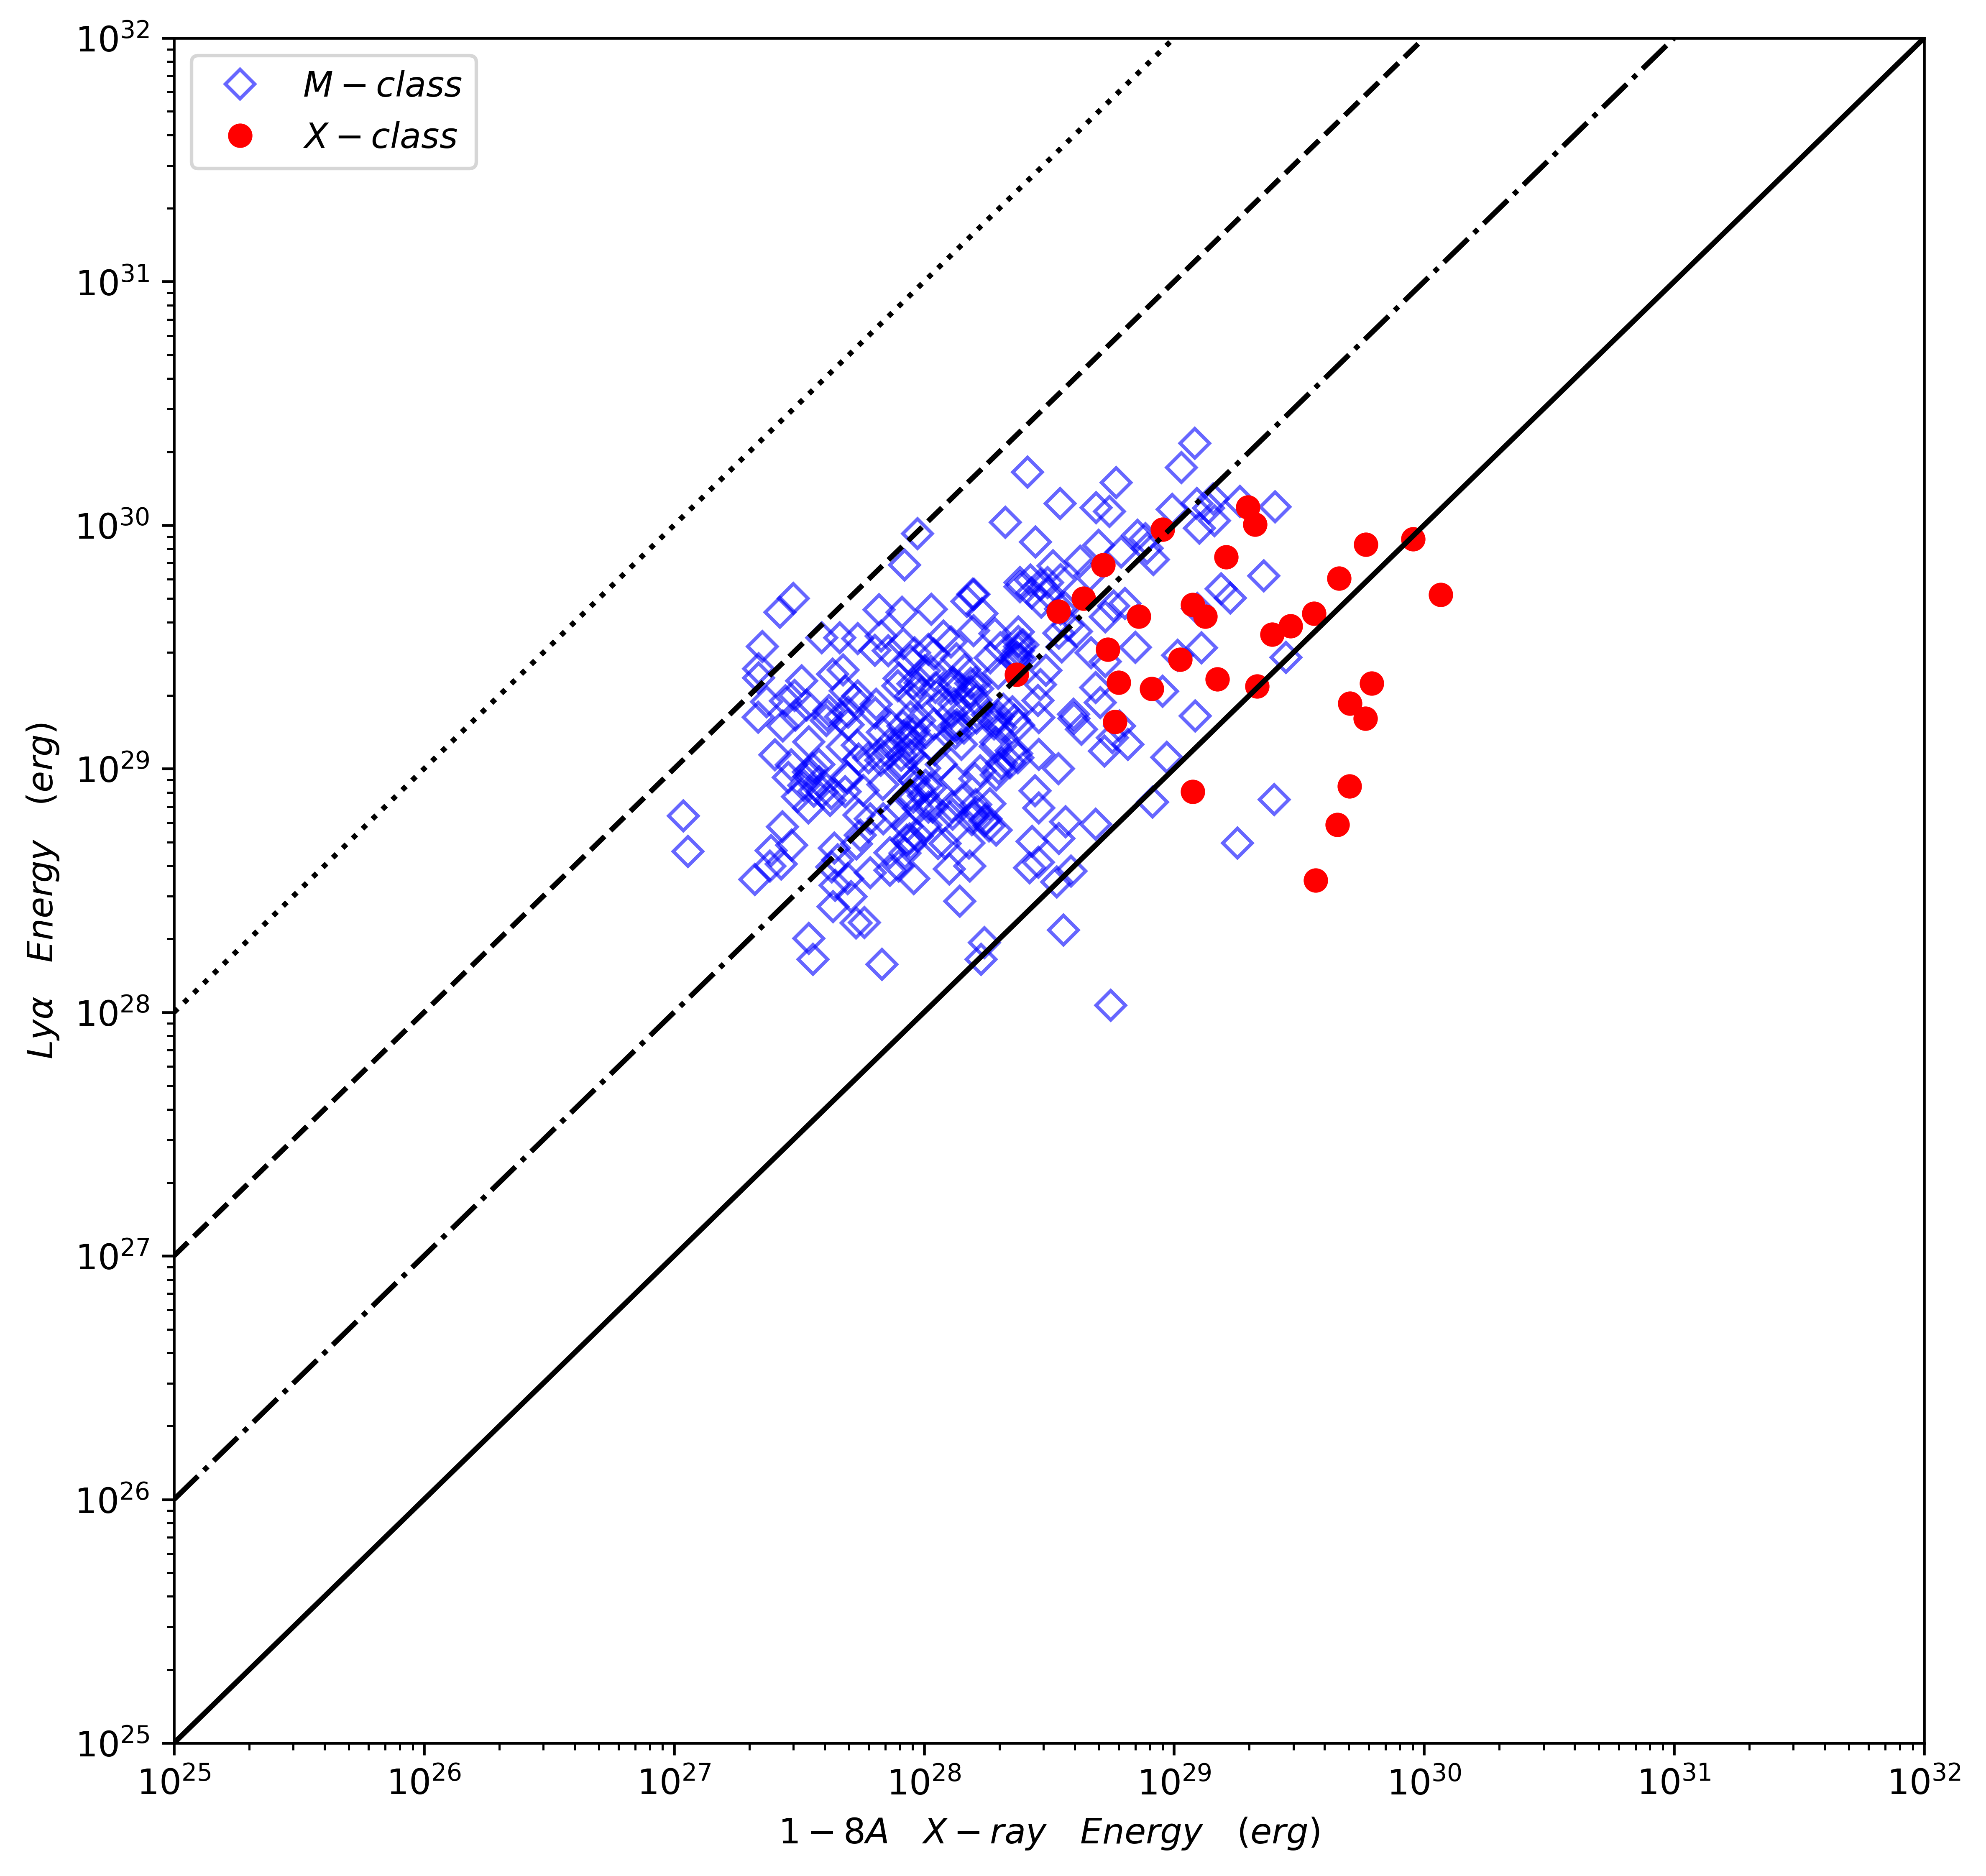 M − class
X − class
10^32
10^31
10^30
10^29
10^28
10^27
10^26
10^25
Lyα Energy (erg)
10^25 10^26 10^27 10^28 10^29 10^30 10^31 10^32
1 − 8A X − ray Energy (erg)